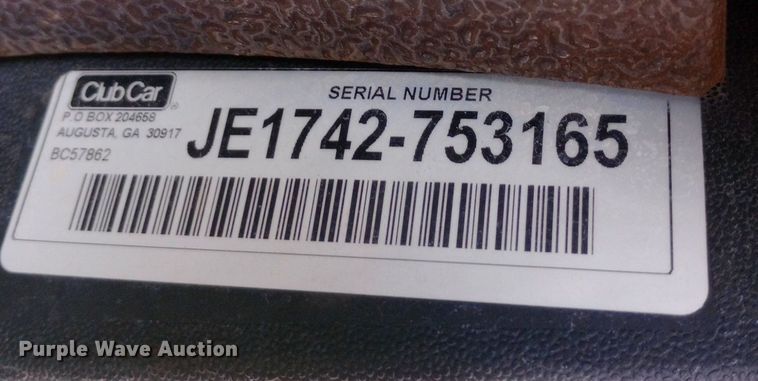 Club Car®
P.O BOX 204658
AUGUSTA, GA 30917
BC57862
SERIAL NUMBER
JE1742-753165
Purple Wave Auction